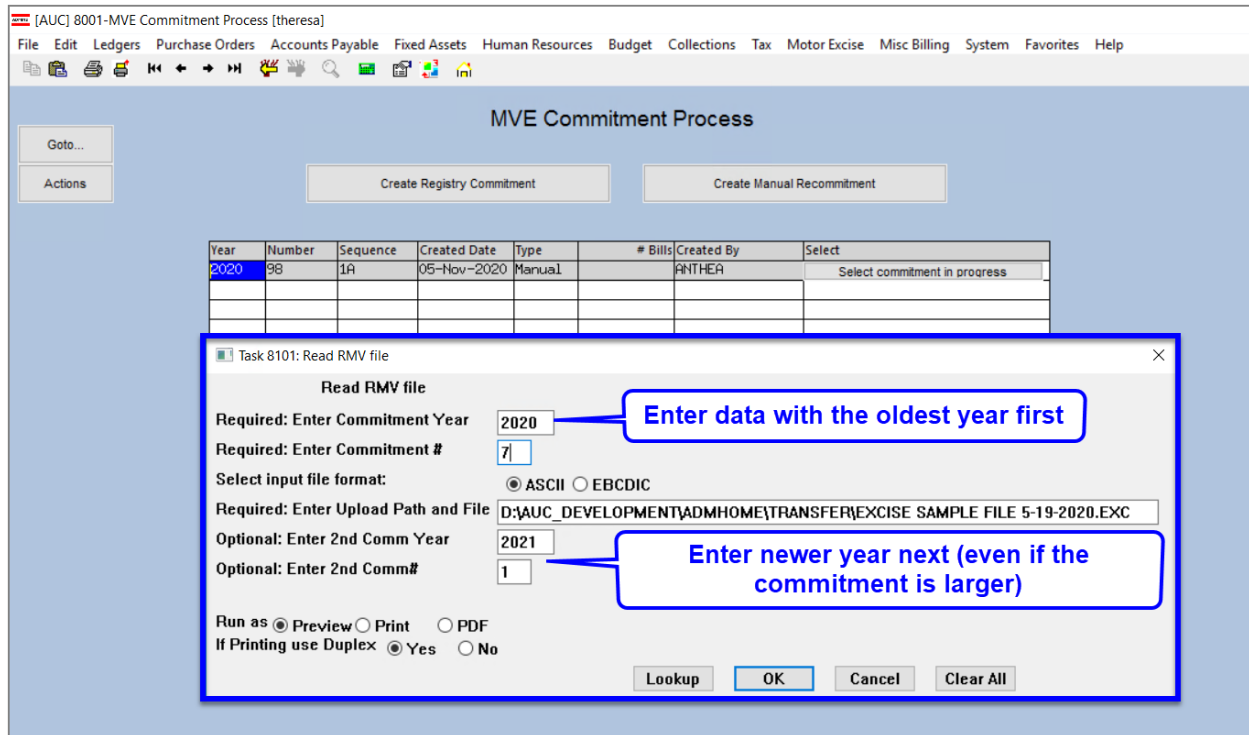 [AUC] 8001-MVE Commitment Process [theresa]
File Edit Ledgers Purchase Orders Accounts Payable Fixed Assets Human Resources Budget Collections Tax Motor Excise Misc Billing System Favorites Help
MVE Commitment Process
Goto...
Actions
Create Registry Commitment
Create Manual Recommitment
Year Number Sequence Created Date Type # Bills Created By Select
2020 98 1A 05-Nov-2020 Manual ANTHEA Select commitment in progress
Task 8101: Read RMV file
Read RMV file
Required: Enter Commitment Year 2020
Enter data with the oldest year first
Required: Enter Commitment # 7
Select input file format: ASCII EBCDIC
Required: Enter Upload Path and File D:\AUC_DEVELOPMENT\ADMHOME\TRANSFER\EXCISE SAMPLE FILE 5-19-2020.EXC
Optional: Enter 2nd Comm Year 2021
Optional: Enter 2nd Comm# 1
Enter newer year next (even if the
commitment is larger)
Run as Preview Print PDF
If Printing use Duplex Yes No
Lookup OK Cancel Clear All